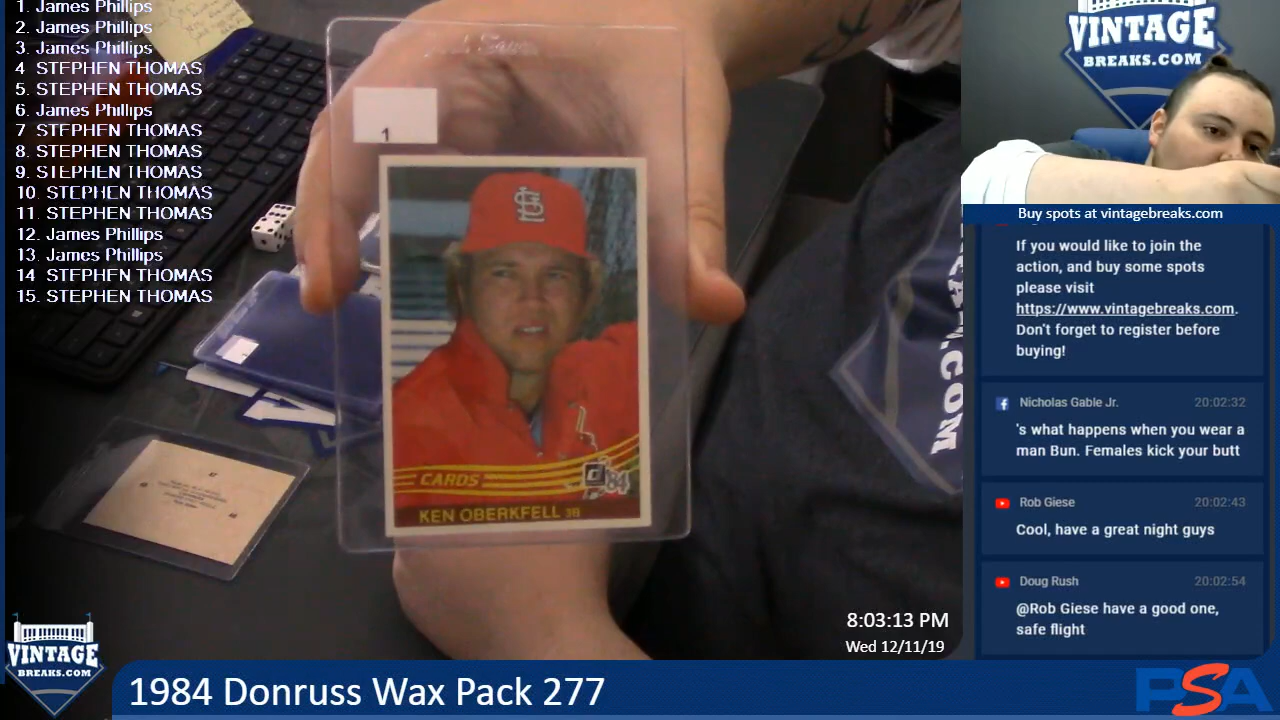 1. James Phillips
2. James Phillips
3. James Phillips
4 STEPHEN THOMAS
5. STEPHEN THOMAS
6. James Phillips
7 STEPHEN THOMAS
8. STEPHEN THOMAS
9. STEPHEN THOMAS
10. STEPHEN THOMAS
11 STEPHEN THOMAS
12. James Phillips
13. James Phillips
14 STEPHEN THOMAS
15. STEPHEN THOMAS
1
StL
CARDS
D '84
KEN OBERKFELL 3B
.COM
8:03:13 PM
Wed 12/11/19
VINTAGE
BREAKS.COM
Buy spots at vintagebreaks.com
If you would like to join the
action, and buy some spots
please visit
https://www.vintagebreaks.com.
Don't forget to register before
buying!
Nicholas Gable Jr. 20:02:32
's what happens when you wear a
man Bun. Females kick your butt
Rob Giese 20:02:43
Cool, have a great night guys
Doug Rush 20:02:54
@Rob Giese have a good one,
safe flight
VINTAGE
BREAKS.COM
1984 Donruss Wax Pack 277
PSA